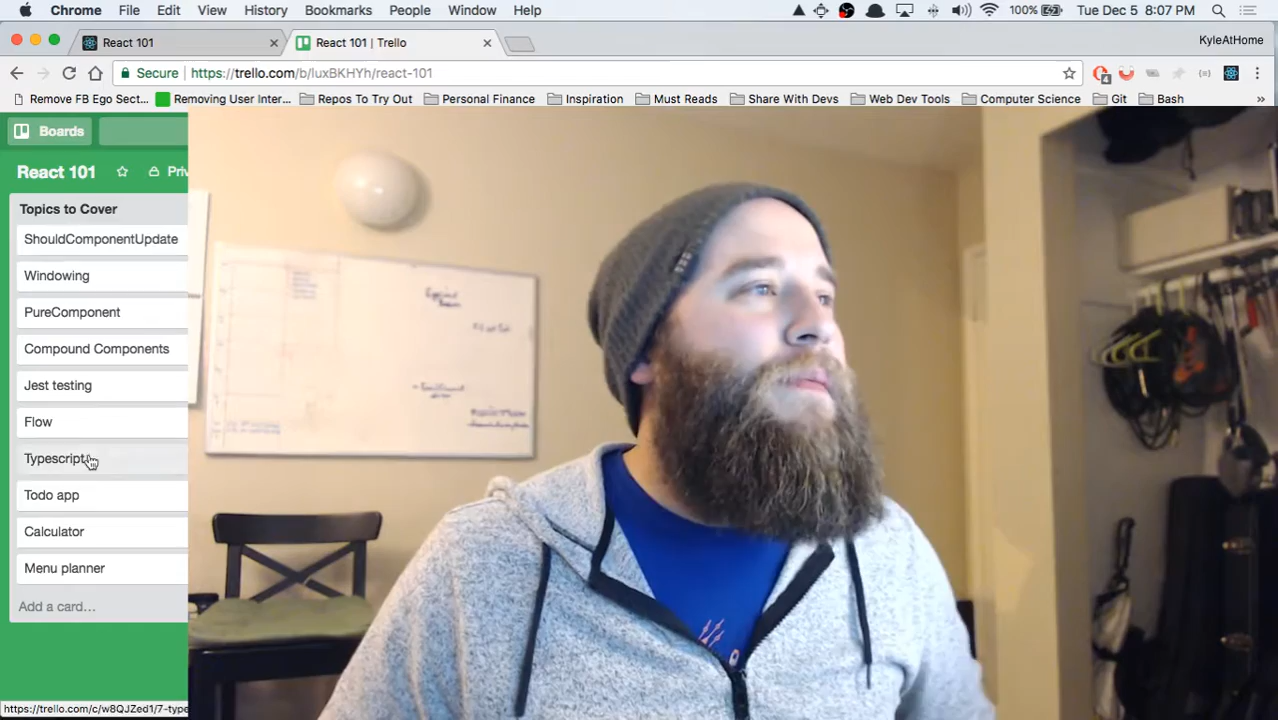 Chrome File Edit View History Bookmarks People Window Help 100% Tue Dec 5 8:07 PM
React 101 React 101 | Trello KyleAtHome
Secure https://trello.com/b/luxBKHYh/react-101
Remove FB Ego Sect... Removing User Inter... Repos To Try Out Personal Finance Inspiration Must Reads Share With Devs Web Dev Tools Computer Science Git Bash »
Boards
React 101 Priv
Topics to Cover
ShouldComponentUpdate
Windowing
PureComponent
Compound Components
Jest testing
Flow
Typescript
Todo app
Calculator
Menu planner
Add a card...
https://trello.com/c/w8QJZed1/7-type